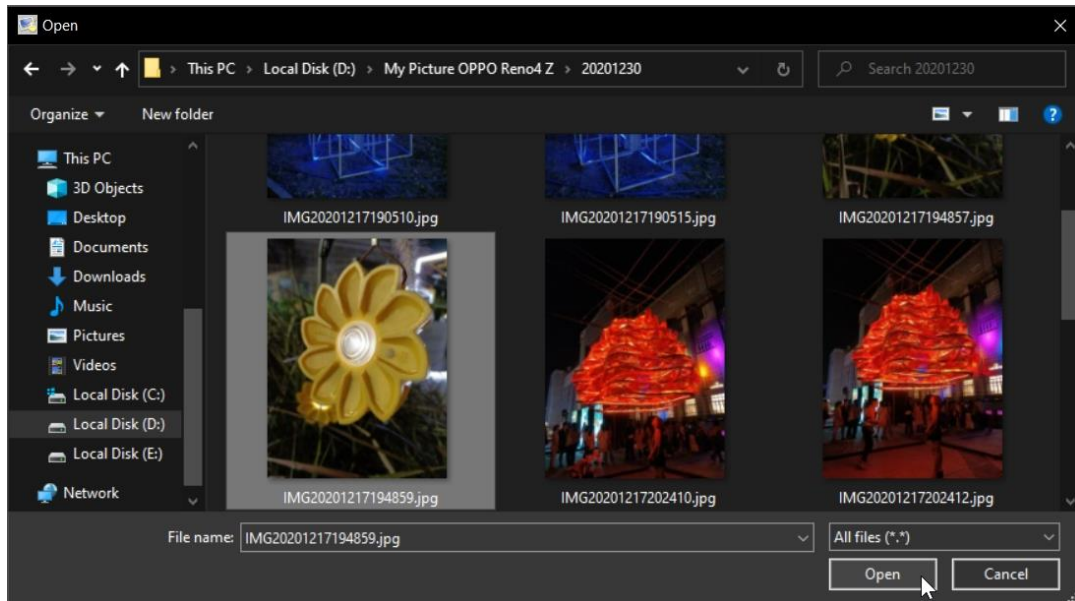 Open
This PC > Local Disk (D:) > My Picture OPPO Reno4 Z > 20201230
Search 20201230
Organize
New folder
This PC
3D Objects
Desktop
Documents
Downloads
Music
Pictures
Videos
Local Disk (C:)
Local Disk (D:)
Local Disk (E:)
Network
IMG20201217190510.jpg
IMG20201217190515.jpg
IMG20201217194857.jpg
IMG20201217194859.jpg
IMG20201217202410.jpg
IMG20201217202412.jpg
File name: IMG20201217194859.jpg
All files (*.*)
Open
Cancel